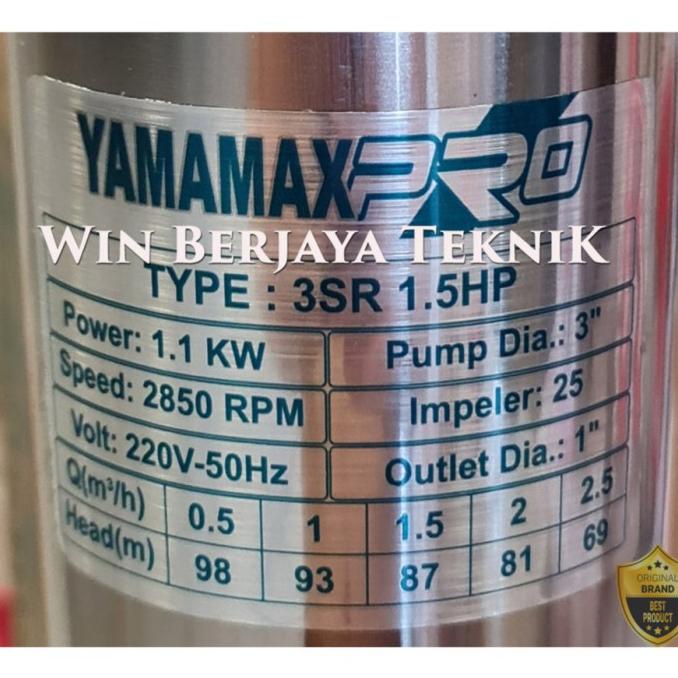 YAMAMAX PRO
WIN BERJAYA TEKNIK
TYPE : 3SR 1.5HP
Power: 1.1 KW Pump Dia.: 3"
Speed: 2850 RPM Impeler: 25
Volt: 220V-50Hz Outlet Dia.: 1"
Q(m³/h) 0.5 1 1.5 2 2.5
Head(m) 98 93 87 81 69
ORIGINAL
BRAND
BEST
PRODUCT